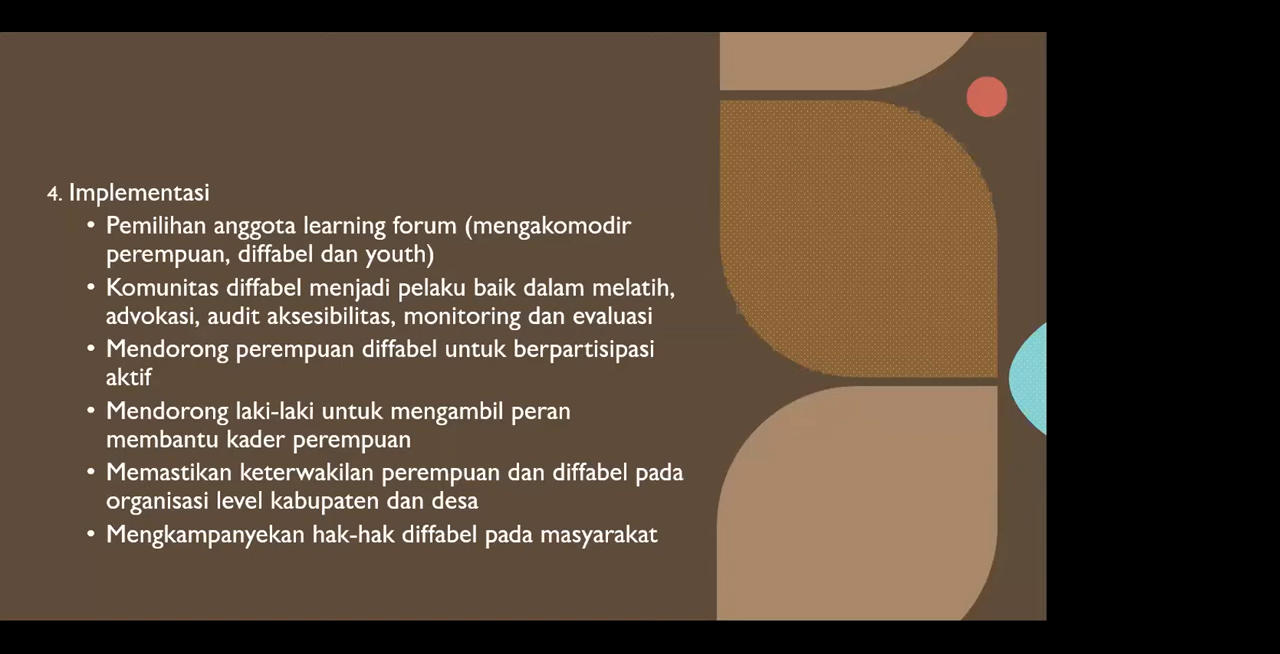 4. Implementasi
• Pemilihan anggota learning forum (mengakomodir
perempuan, diffabel dan youth)
• Komunitas diffabel menjadi pelaku baik dalam melatih,
advokasi, audit aksesibilitas, monitoring dan evaluasi
• Mendorong perempuan diffabel untuk berpartisipasi
aktif
• Mendorong laki-laki untuk mengambil peran
membantu kader perempuan
• Memastikan keterwakilan perempuan dan diffabel pada
organisasi level kabupaten dan desa
• Mengkampanyekan hak-hak diffabel pada masyarakat